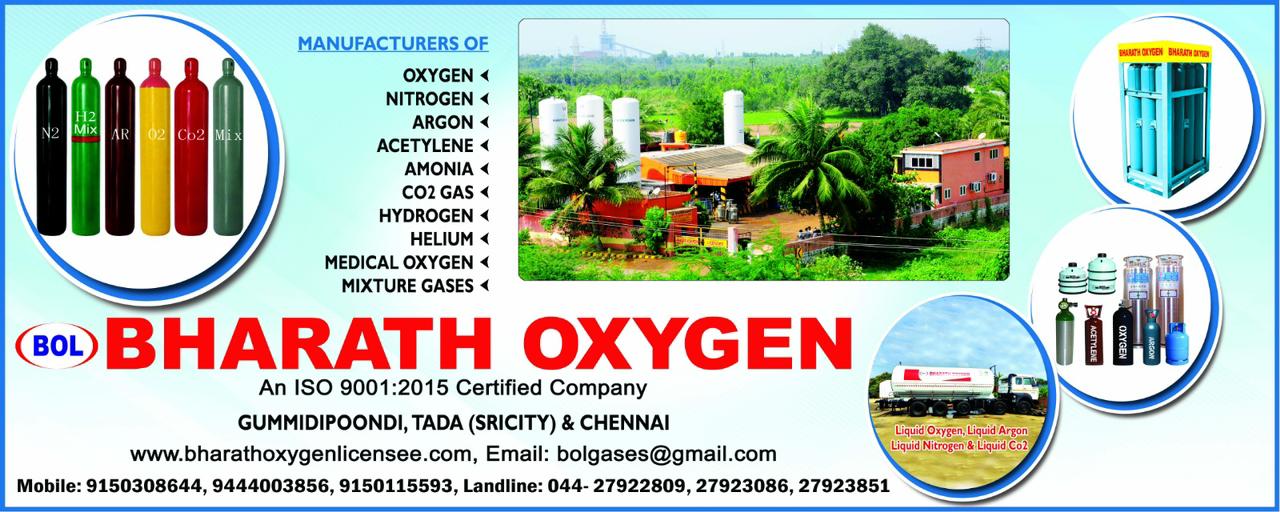 MANUFACTURERS OF
OXYGEN
NITROGEN
ARGON
ACETYLENE
AMONIA
CO2 GAS
HYDROGEN
HELIUM
MEDICAL OXYGEN
MIXTURE GASES
N2
H2
Mix
AR
O2
Co2
Mix
BHARATH OXYGEN BHARATH OXYGEN
ACETYLENE
OXYGEN
ARGON
BOL BHARATH OXYGEN
An ISO 9001:2015 Certified Company
GUMMIDIPOONDI, TADA (SRICITY) & CHENNAI
www.bharathoxygenlicensee.com, Email: bolgases@gmail.com
Mobile: 9150308644, 9444003856, 9150115593, Landline: 044- 27922809, 27923086, 27923851
BHARATH OXYGEN
Liquid Oxygen, Liquid Argon
Liquid Nitrogen & Liquid Co2